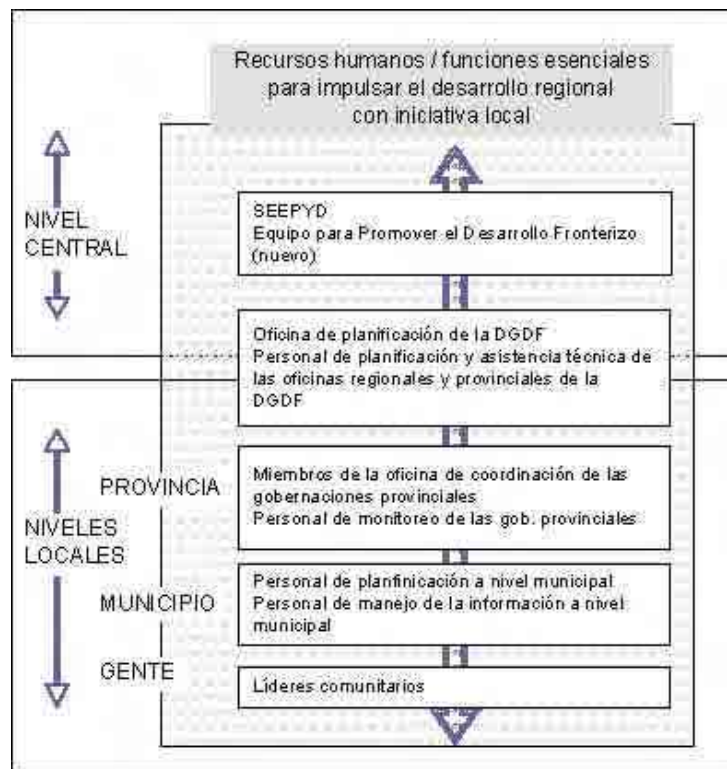 Recursos humanos / funciones esenciales
para impulsar el desarrollo regional
con iniciativa local
NIVEL
CENTRAL
SEEPYD
Equipo para Promover el Desarrollo Fronterizo
(nuevo)
Oficina de planificación de la DGDF
Personal de planificación y asistencia técnica de
las oficinas regionales y provinciales de la
DGDF
NIVELES
LOCALES
PROVINCIA
Miembros de la oficina de coordinación de las
gobernaciones provinciales
Personal de monitoreo de las gob. provinciales
MUNICIPIO
Personal de planfinicación a nivel municipal
Personal de manejo de la información a nivel
municipal
GENTE
Líderes comunitarios